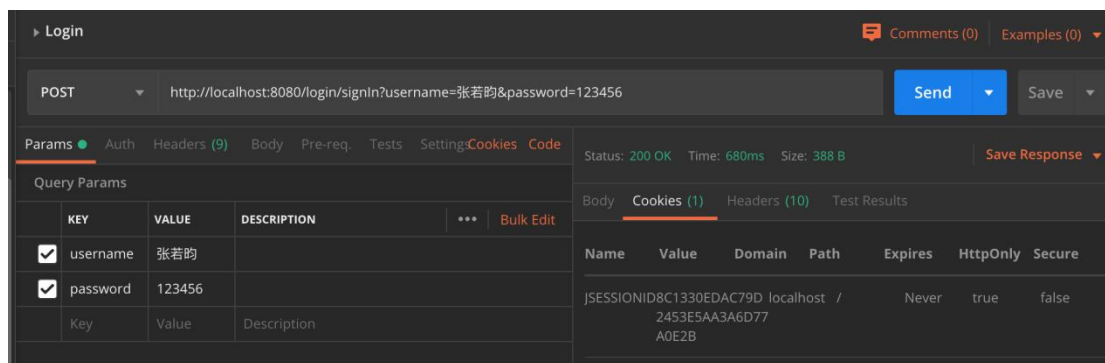 Login
Comments (0) Examples (0)
POST http://localhost:8080/login/signIn?username=张若昀&password=123456 Send Save
Params Auth Headers (9) Body Pre-req. Tests Settings Cookies Code
Status: 200 OK Time: 680ms Size: 388 B Save Response
Query Params
Body Cookies (1) Headers (10) Test Results
KEY VALUE DESCRIPTION ••• Bulk Edit
username 张若昀
password 123456
Key Value Description
Name Value Domain Path Expires HttpOnly Secure
JSESSIONID 8C1330EDAC79D localhost / Never true false
2453E5AA3A6D77
A0E2B